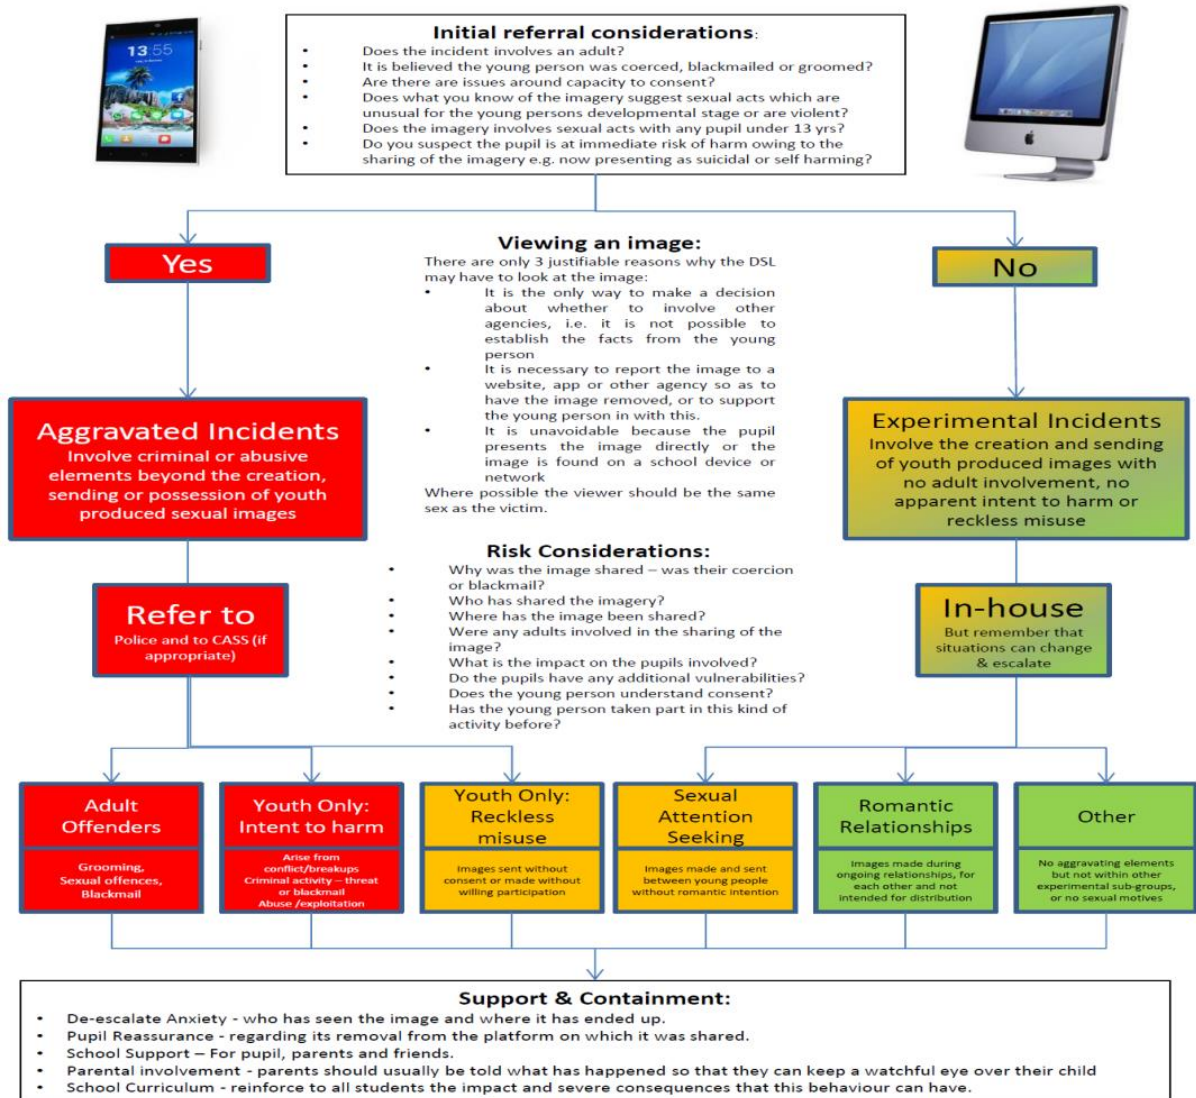 13:55
Initial referral considerations:
• Does the incident involves an adult?
• It is believed the young person was coerced, blackmailed or groomed?
• Are there are issues around capacity to consent?
• Does what you know of the imagery suggest sexual acts which are
unusual for the young persons developmental stage or are violent?
• Does the imagery involves sexual acts with any pupil under 13 yrs?
• Do you suspect the pupil is at immediate risk of harm owing to the
sharing of the imagery e.g. now presenting as suicidal or self harming?
Yes
Viewing an image:
There are only 3 justifiable reasons why the DSL
may have to look at the image:
• It is the only way to make a decision
about whether to involve other
agencies, i.e. it is not possible to
establish the facts from the young
person
• It is necessary to report the image to a
website, app or other agency so as to
have the image removed, or to support
the young person in with this.
• It is unavoidable because the pupil
presents the image directly or the
image is found on a school device or
network
Where possible the viewer should be the same
sex as the victim.
No
Aggravated Incidents
Involve criminal or abusive
elements beyond the creation,
sending or possession of youth
produced sexual images
Experimental Incidents
Involve the creation and sending
of youth produced images with
no adult involvement, no
apparent intent to harm or
reckless misuse
Risk Considerations:
• Why was the image shared – was their coercion
or blackmail?
• Who has shared the imagery?
• Where has the image been shared?
• Were any adults involved in the sharing of the
image?
• What is the impact on the pupils involved?
• Do the pupils have any additional vulnerabilities?
• Does the young person understand consent?
• Has the young person taken part in this kind of
activity before?
Refer to
Police and to CASS (if
appropriate)
In-house
But remember that
situations can change
& escalate
Adult
Offenders
Grooming,
Sexual offences,
Blackmail
Youth Only:
Intent to harm
Arise from
conflict/breakups
Criminal activity – threat
or blackmail
Abuse /exploitation
Youth Only:
Reckless
misuse
Images sent without
consent or made without
willing participation
Sexual
Attention
Seeking
Images made and sent
between young people
without romantic intention
Romantic
Relationships
Images made during
ongoing relationships, for
each other and not
intended for distribution
Other
No aggravating elements
but not within other
experimental sub-groups,
or no sexual motives
Support & Containment:
• De-escalate Anxiety - who has seen the image and where it has ended up.
• Pupil Reassurance - regarding its removal from the platform on which it was shared.
• School Support – For pupil, parents and friends.
• Parental involvement - parents should usually be told what has happened so that they can keep a watchful eye over their child
• School Curriculum - reinforce to all students the impact and severe consequences that this behaviour can have.